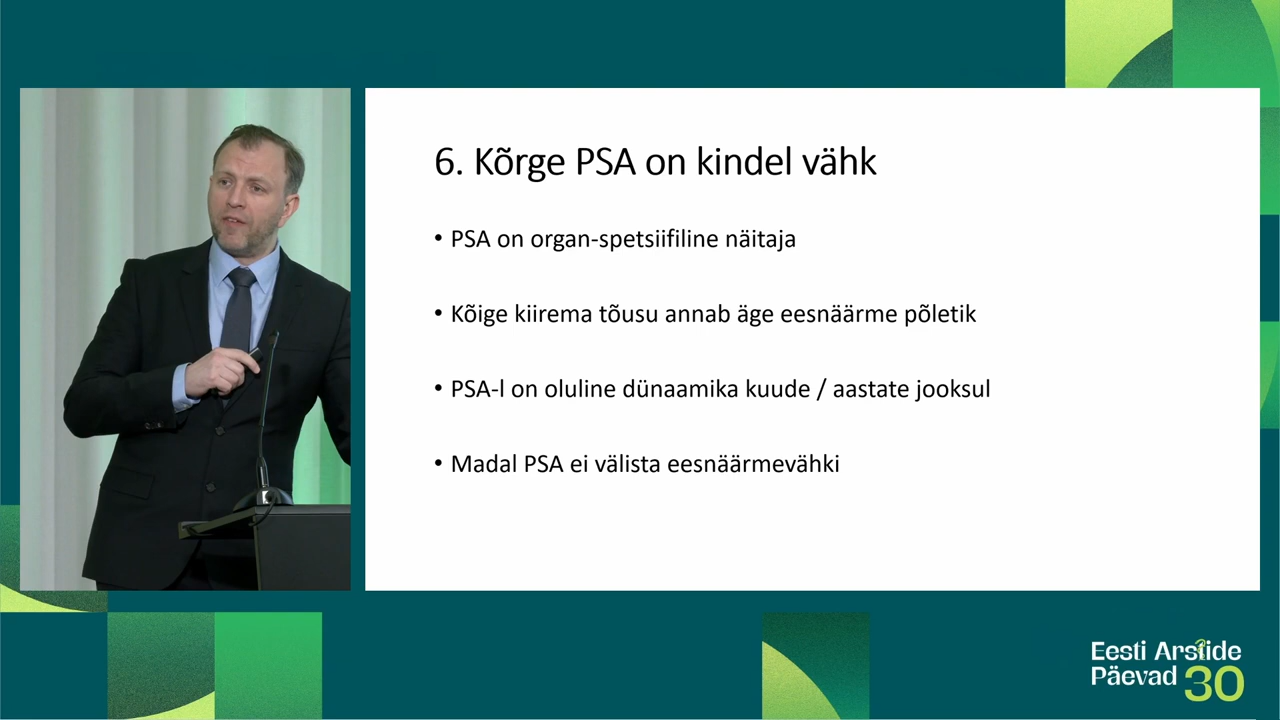 6. Kõrge PSA on kindel vähk
• PSA on organ-spetsiifiline näitaja
• Kõige kiirema tõusu annab äge eesnäärme põletik
• PSA-l on oluline dünaamika kuude / aastate jooksul
• Madal PSA ei välista eesnäärmevähki
Eesti Arstide
Päevad 30